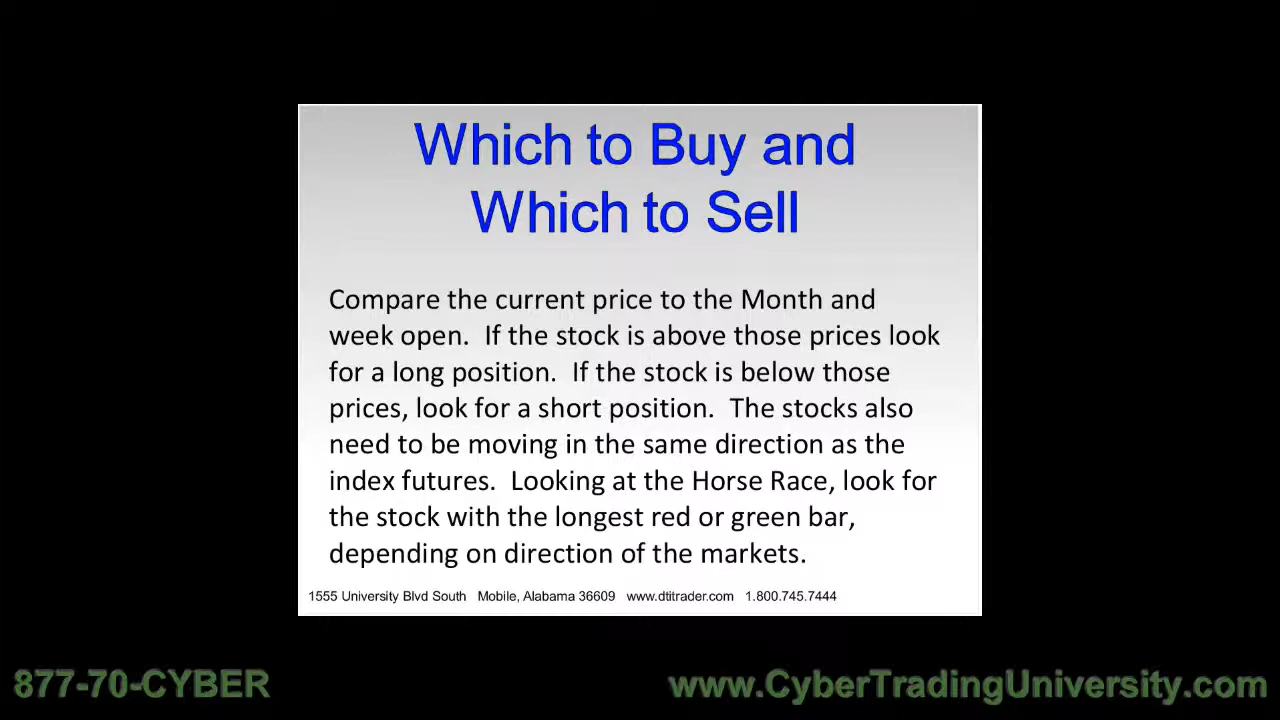 Which to Buy and
Which to Sell
Compare the current price to the Month and
week open.  If the stock is above those prices look
for a long position.  If the stock is below those
prices, look for a short position.  The stocks also
need to be moving in the same direction as the
index futures.  Looking at the Horse Race, look for
the stock with the longest red or green bar,
depending on direction of the markets.
1555 University Blvd South   Mobile, Alabama 36609   www.dtitrader.com   1.800.745.7444
877-70-CYBER
www.CyberTradingUniversity.com